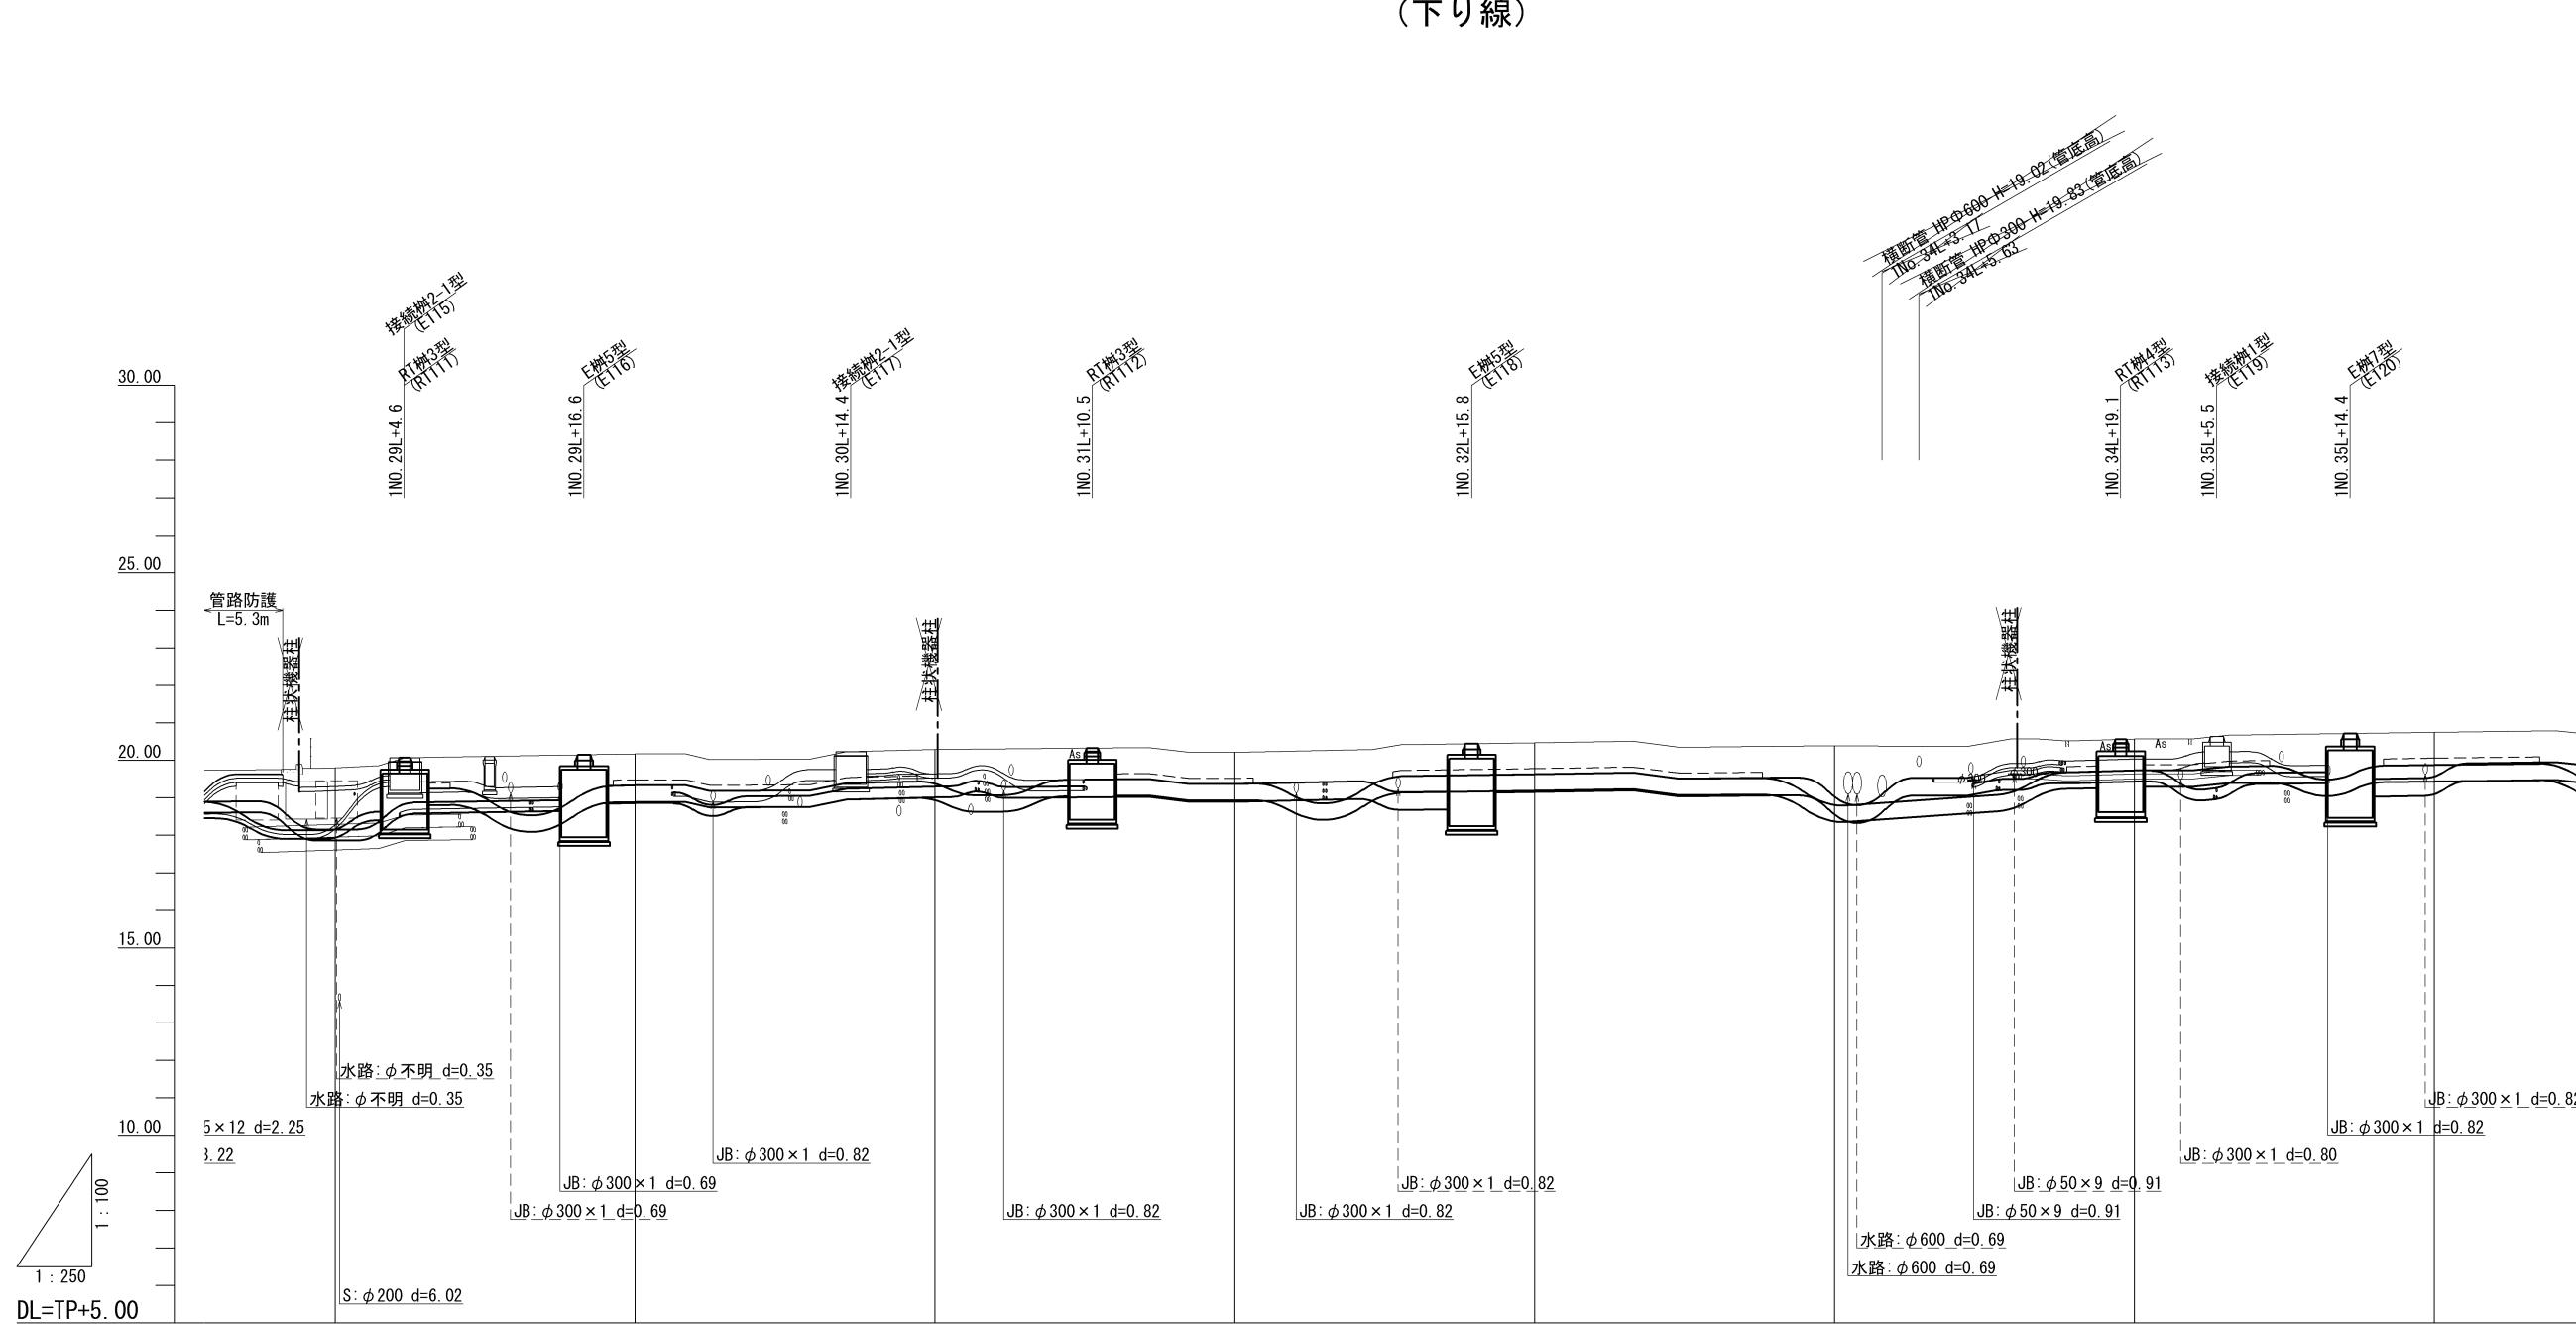 (下り線)
横断管 HPΦ600 H=19.02(管底高)
1No.34L+3.17
横断管 HPΦ300 H=19.83(管底高)
1No.34L+5.63
接続桝2-1型
(E115)
RT桝3型
(RT111)
1NO.29L+4.6
E桝5型
(E116)
1NO.29L+16.6
接続桝2-1型
(E117)
1NO.30L+14.4
RT桝3型
(RT112)
1NO.31L+10.5
E桝5型
(E118)
1NO.32L+15.8
RT桝4型
(RT113)
1NO.34L+19.1
接続桝1型
(E119)
1NO.35L+5.5
E桝7型
(E120)
1NO.35L+14.4
30.00
25.00
管路防護
L=5.3m
柱状機器柱
柱状機器柱
柱状機器柱
20.00
As
As
As
φ300
φ300
15.00
水路:φ不明 d=0.35
水路:φ不明 d=0.35
10.00
5×12 d=2.25
3.22
JB:φ300×1 d=0.82
JB:φ300×1 d=0.69
JB:φ300×1 d=0.69
JB:φ300×1 d=0.82
JB:φ300×1 d=0.82
JB:φ300×1 d=0.82
JB:φ300×1 d=0.82
JB:φ300×1 d=0.82
JB:φ300×1 d=0.80
JB:φ50×9 d=0.91
JB:φ50×9 d=0.91
水路:φ600 d=0.69
水路:φ600 d=0.69
S:φ200 d=6.02
1:100
1:250
DL=TP+5.00